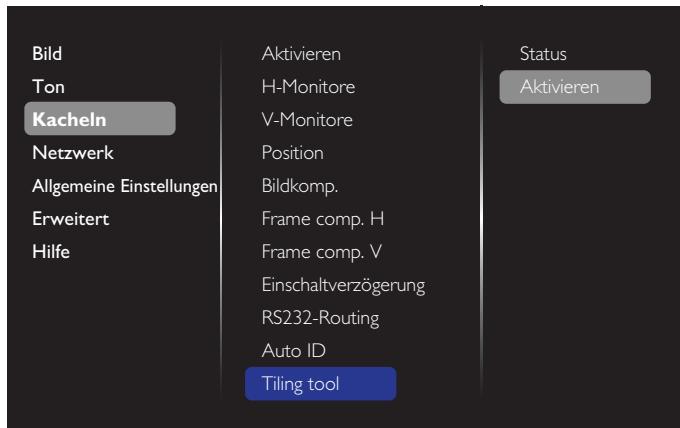 Bild
Ton
Kacheln
Netzwerk
Allgemeine Einstellungen
Erweitert
Hilfe
Aktivieren
H-Monitore
V-Monitore
Position
Bildkomp.
Frame comp. H
Frame comp. V
Einschaltverzögerung
RS232-Routing
Auto ID
Tiling tool
Status
Aktivieren